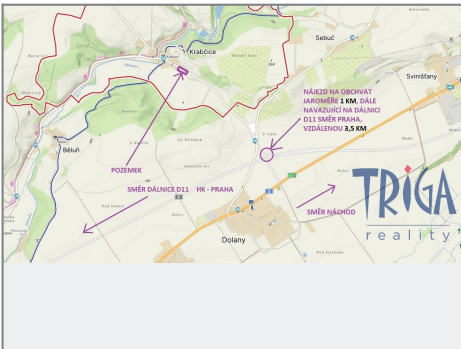 Krabčice
Sebuč
Svinišťany
NÁJEZD NA OBCHVAT
JAROMĚŘE 1 KM, DÁLE
NAVAZUJÍCÍ NA DÁLNICI
D11 SMĚR PRAHA,
VZDÁLENOU 3,5 KM
Běluň
POZEMEK
SMĚR DÁLNICE D11 HK - PRAHA
SMĚR NÁCHOD
TRIGA
reality
Dolany